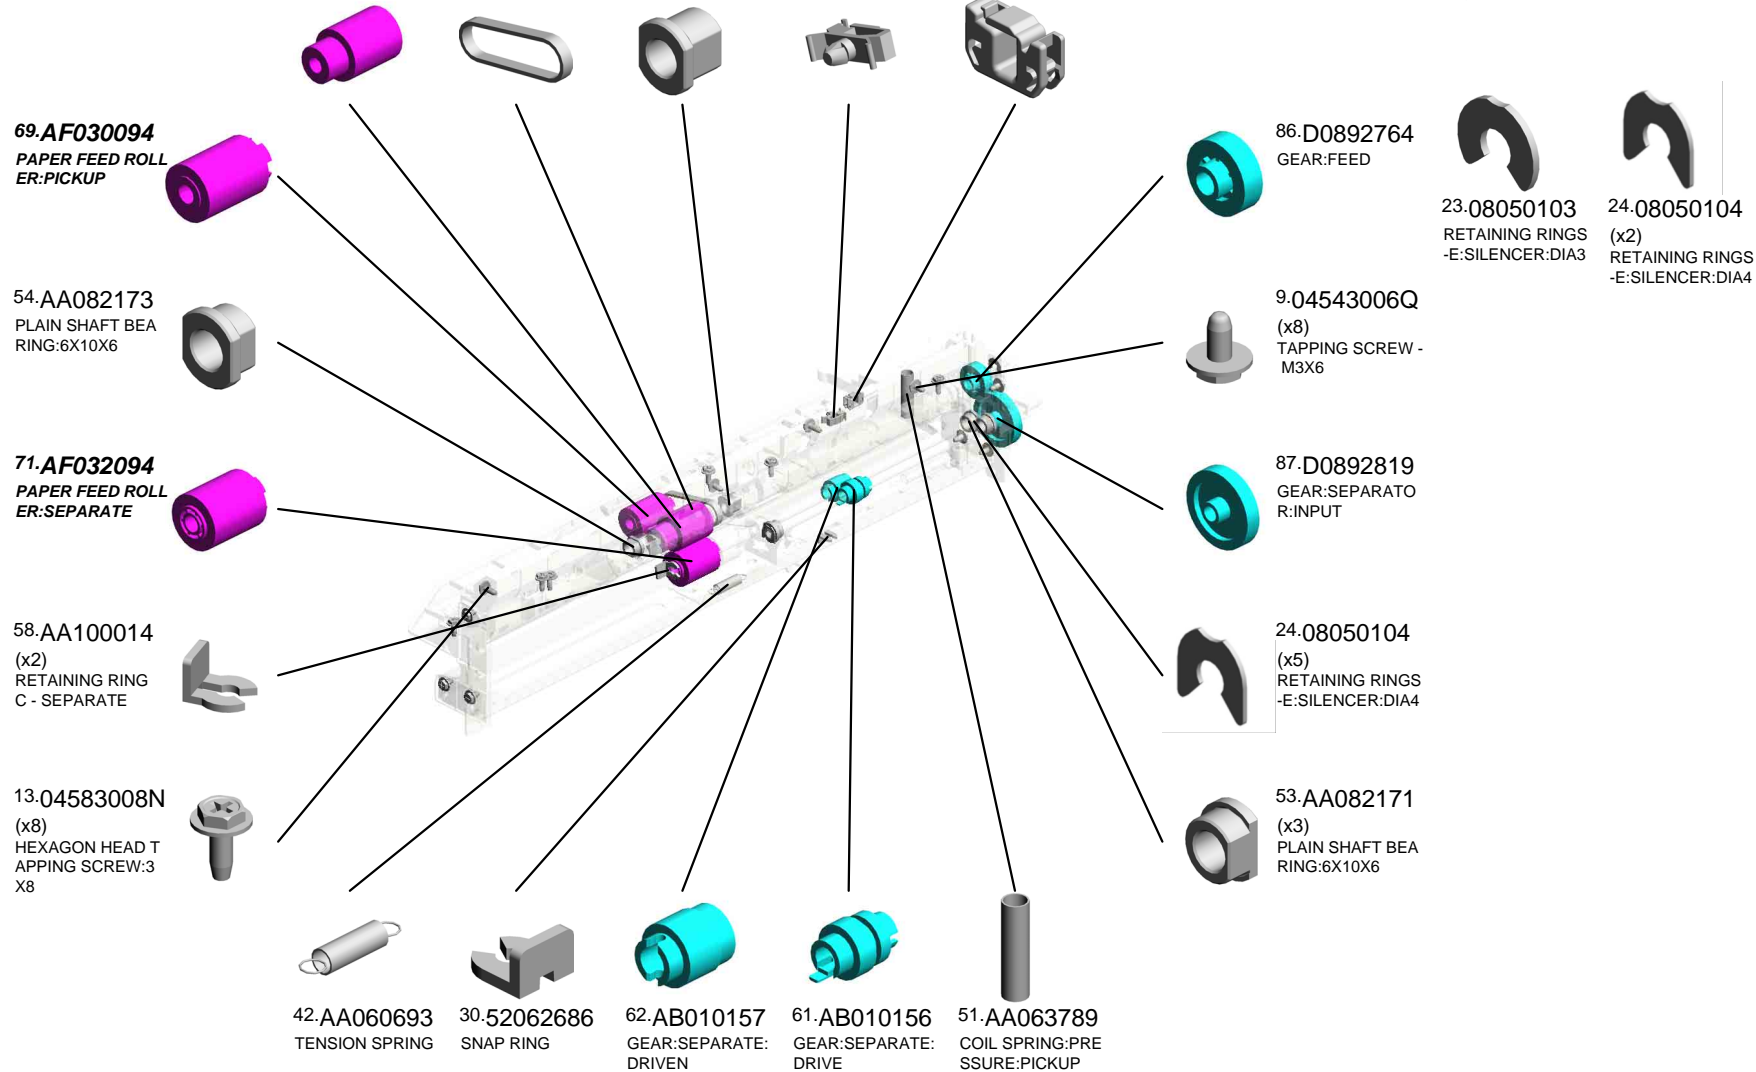 69.AF030094
PAPER FEED ROLL
ER:PICKUP
54.AA082173
PLAIN SHAFT BEA
RING:6X10X6
71.AF032094
PAPER FEED ROLL
ER:SEPARATE
58.AA100014
(x2)
RETAINING RING
C - SEPARATE
13.04583008N
(x8)
HEXAGON HEAD T
APPING SCREW:3
X8
42.AA060693
TENSION SPRING
30.52062686
SNAP RING
62.AB010157
GEAR:SEPARATE:
DRIVEN
61.AB010156
GEAR:SEPARATE:
DRIVE
51.AA063789
COIL SPRING:PRE
SSURE:PICKUP
86.D0892764
GEAR:FEED
9.04543006Q
(x8)
TAPPING SCREW -
M3X6
87.D0892819
GEAR:SEPARATO
R:INPUT
24.08050104
(x5)
RETAINING RINGS
-E:SILENCER:DIA4
53.AA082171
(x3)
PLAIN SHAFT BEA
RING:6X10X6
23.08050103
RETAINING RINGS
-E:SILENCER:DIA3
24.08050104
(x2)
RETAINING RINGS
-E:SILENCER:DIA4